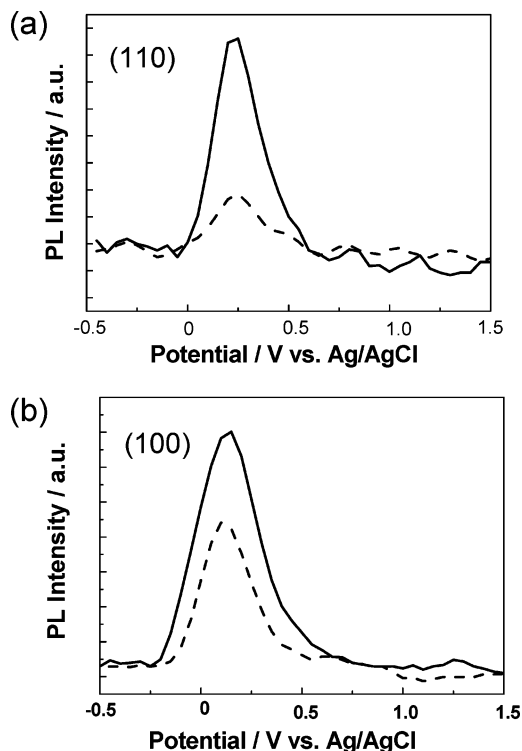 (a)
(110)
PL Intensity / a.u.
-0.5 0 0.5 1.0 1.5
Potential / V vs. Ag/AgCl
(b)
(100)
PL Intensity / a.u.
-0.5 0 0.5 1.0 1.5
Potential / V vs. Ag/AgCl